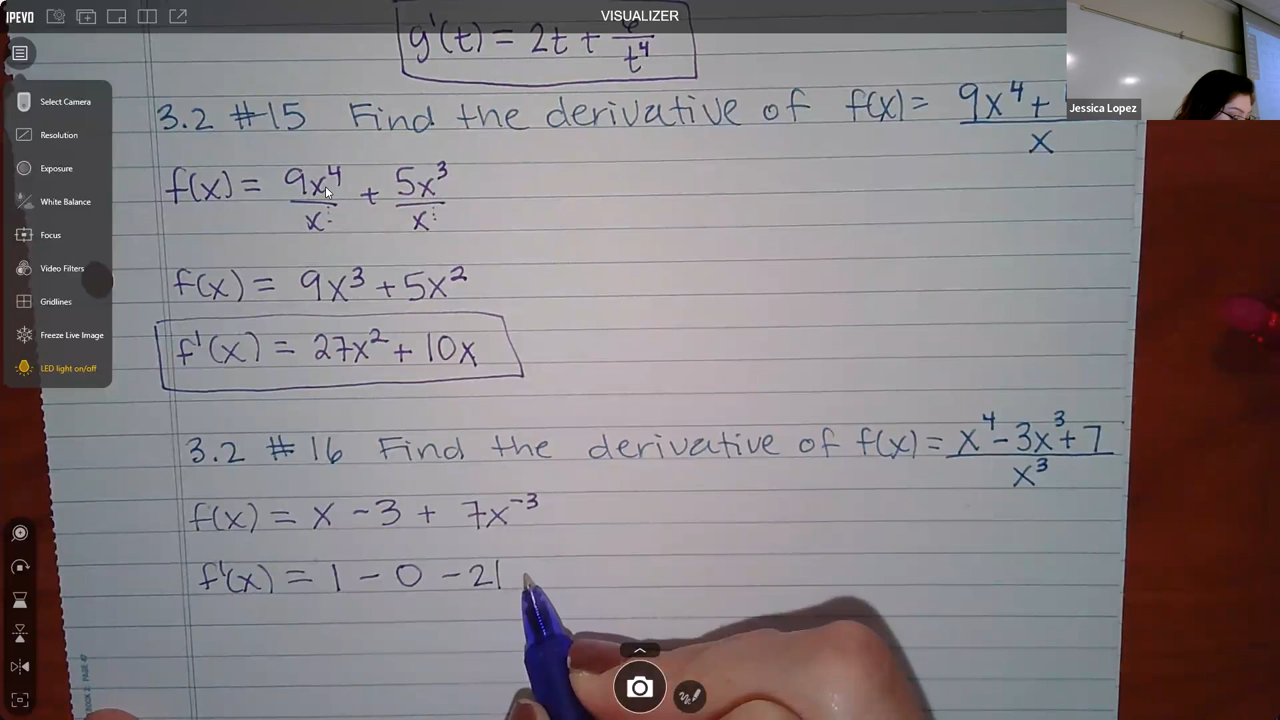 IPEVO
VISUALIZER
Select Camera
Resolution
Exposure
White Balance
Focus
Video Filters
Gridlines
Freeze Live Image
LED light on/off
Jessica Lopez
g'(t) = 2t + 6/t⁴
3.2 #15 Find the derivative of f(x) = 9x⁴ + / x
f(x) = 9x⁴/x + 5x³/x
f(x) = 9x³ + 5x²
f'(x) = 27x² + 10x
3.2 #16 Find the derivative of f(x) = x⁴ - 3x³ + 7 / x³
f(x) = x - 3 + 7x⁻³
f'(x) = 1 - 0 - 21